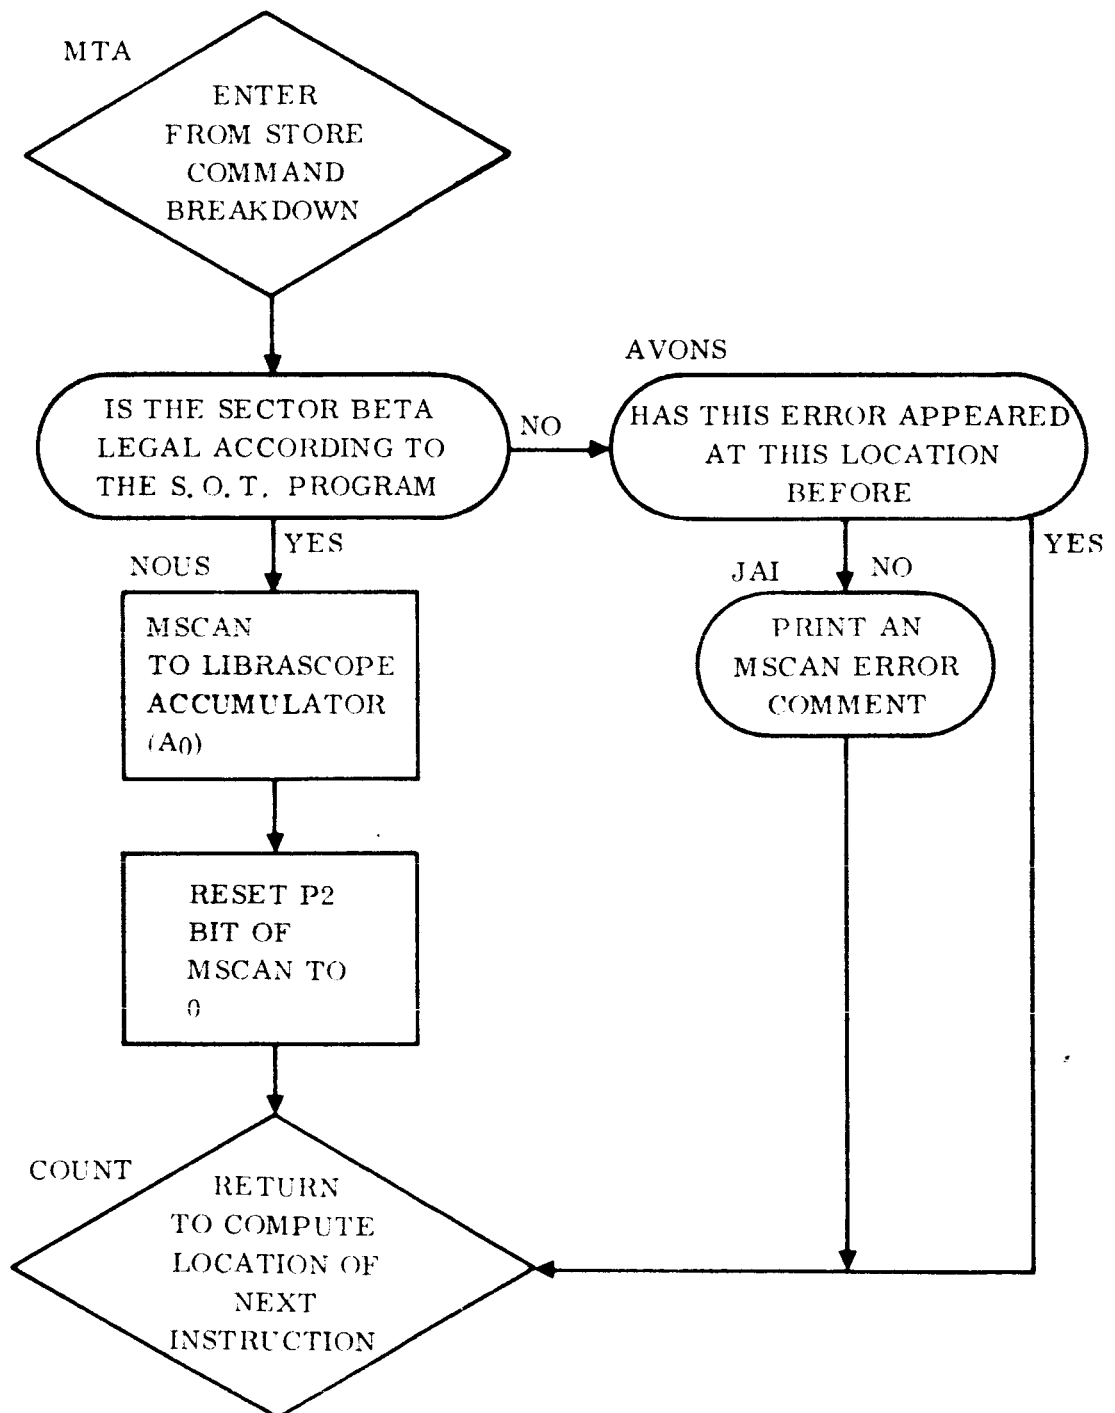 MTA
ENTER
FROM STORE
COMMAND
BREAKDOWN
AVONS
IS THE SECTOR BETA
LEGAL ACCORDING TO
THE S.O.T. PROGRAM
NO
HAS THIS ERROR APPEARED
AT THIS LOCATION
BEFORE
YES
YES
NOUS
JAI
NO
MSCAN
TO LIBRASCOPE
ACCUMULATOR
(A0)
PRINT AN
MSCAN ERROR
COMMENT
RESET P2
BIT OF
MSCAN TO
0
COUNT
RETURN
TO COMPUTE
LOCATION OF
NEXT
INSTRUCTION